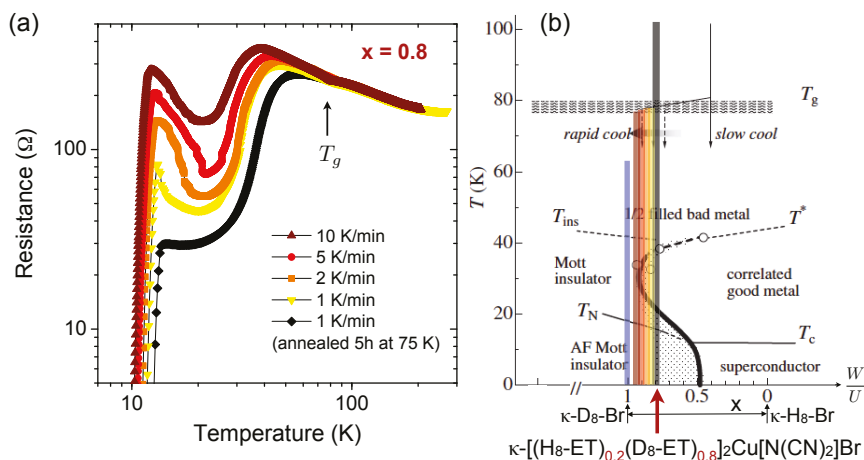 (a)
x = 0.8
Resistance (Ω)
100
10
T_g
10 K/min
5 K/min
2 K/min
1 K/min
1 K/min
(annealed 5h at 75 K)
10
100
Temperature (K)
(b)
T (K)
100
80
60
40
20
0
T_g
rapid cool
slow cool
T_ins
1/2 filled bad metal
T*
Mott
insulator
correlated
good metal
T_N
T_c
AF Mott
insulator
superconductor
W
U
//
1
0.5
0
κ-D₈-Br
x
κ-H₈-Br
κ-[(H₈-ET)₀.₂(D₈-ET)₀.₈]₂Cu[N(CN)₂]Br